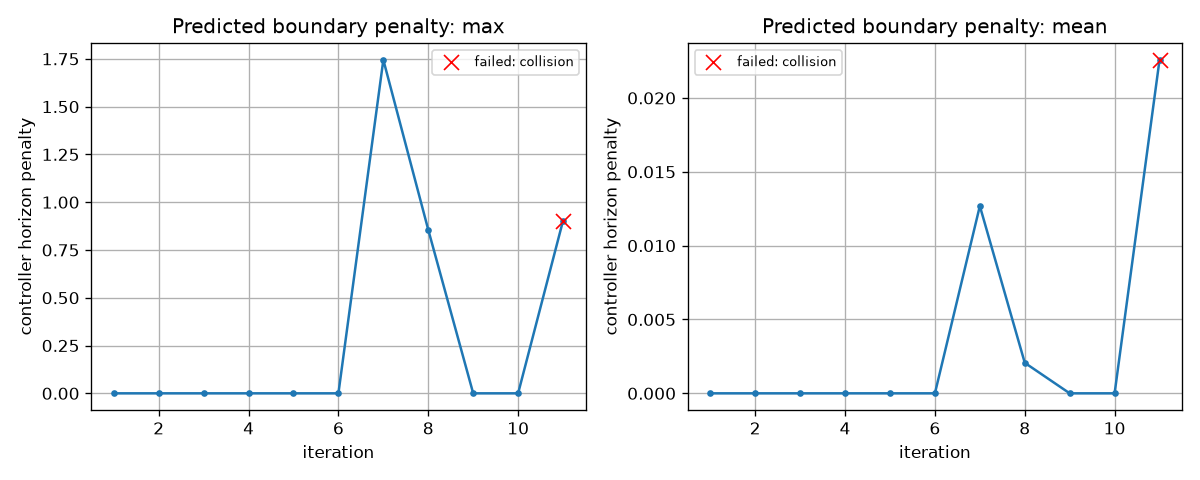 Predicted boundary penalty: max
controller horizon penalty
1.75
1.50
1.25
1.00
0.75
0.50
0.25
0.00
failed: collision
2 4 6 8 10
iteration
Predicted boundary penalty: mean
controller horizon penalty
0.020
0.015
0.010
0.005
0.000
failed: collision
2 4 6 8 10
iteration